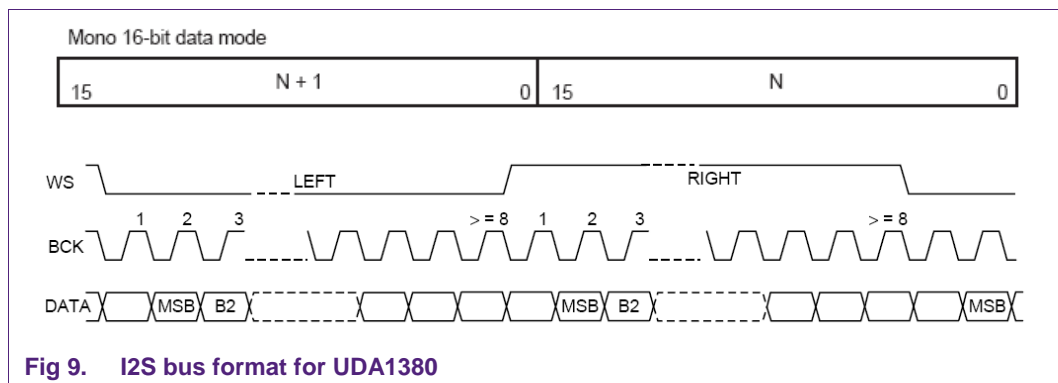 Mono 16-bit data mode
15 N + 1 0 15 N 0
WS LEFT RIGHT
1 2 3 > = 8 1 2 3 > = 8
BCK
DATA MSB B2 MSB B2 MSB
Fig 9. I2S bus format for UDA1380